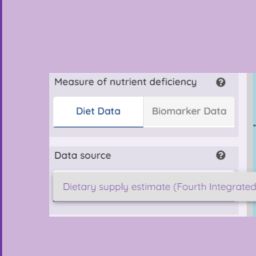 Measure of nutrient deficiency
Diet Data Biomarker Data
Data source
Dietary supply estimate (Fourth Integrated